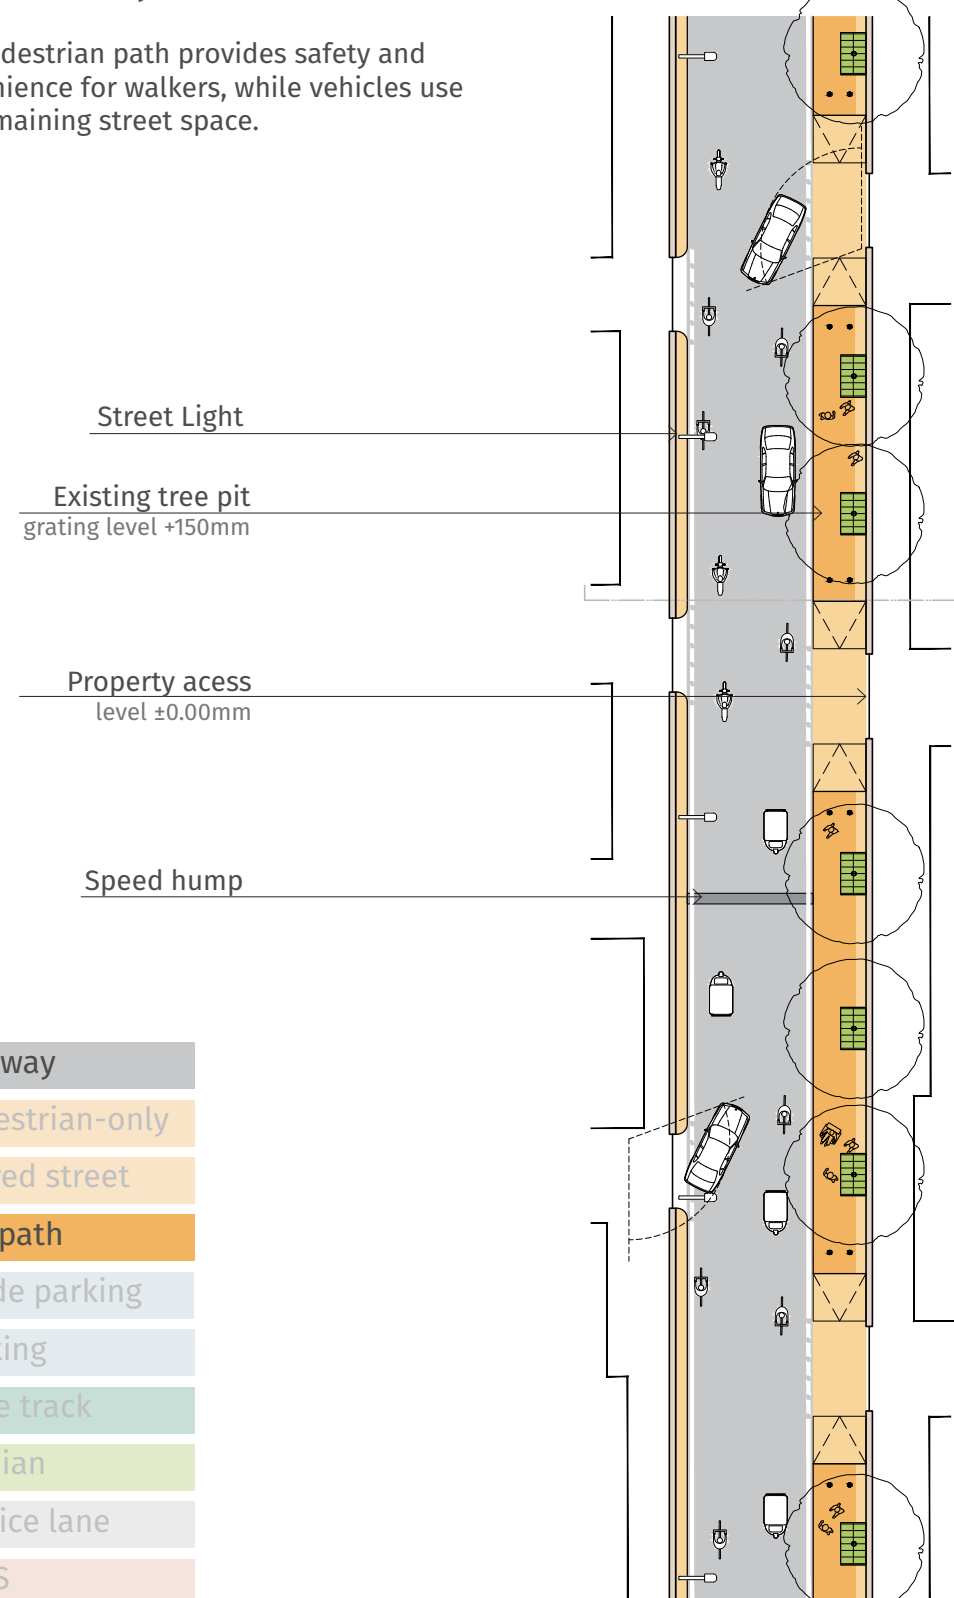 destrian path provides safety and
nience for walkers, while vehicles use
maining street space.
Street Light
Existing tree pit
grating level +150mm
Property acess
level ±0.00mm
Speed hump
way
estrian-only
ed street
path
de parking
ing
e track
ian
ice lane
S